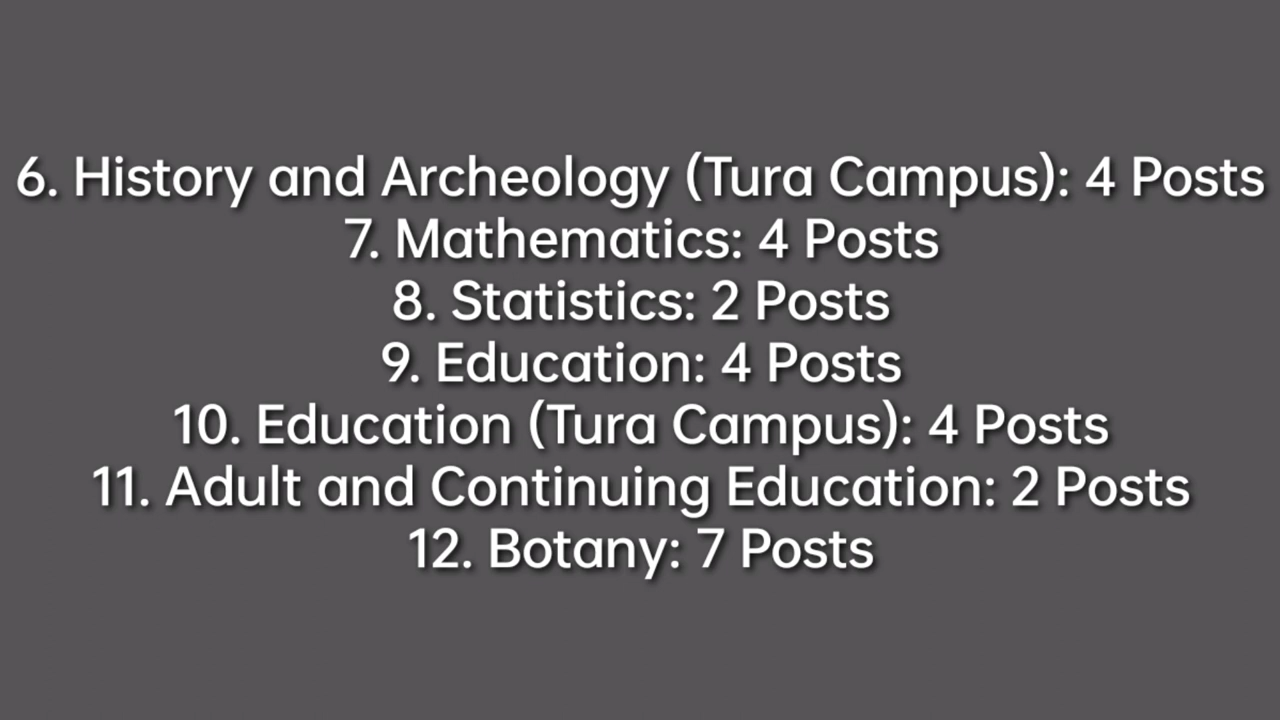 6. History and Archeology (Tura Campus): 4 Posts
7. Mathematics: 4 Posts
8. Statistics: 2 Posts
9. Education: 4 Posts
10. Education (Tura Campus): 4 Posts
11. Adult and Continuing Education: 2 Posts
12. Botany: 7 Posts